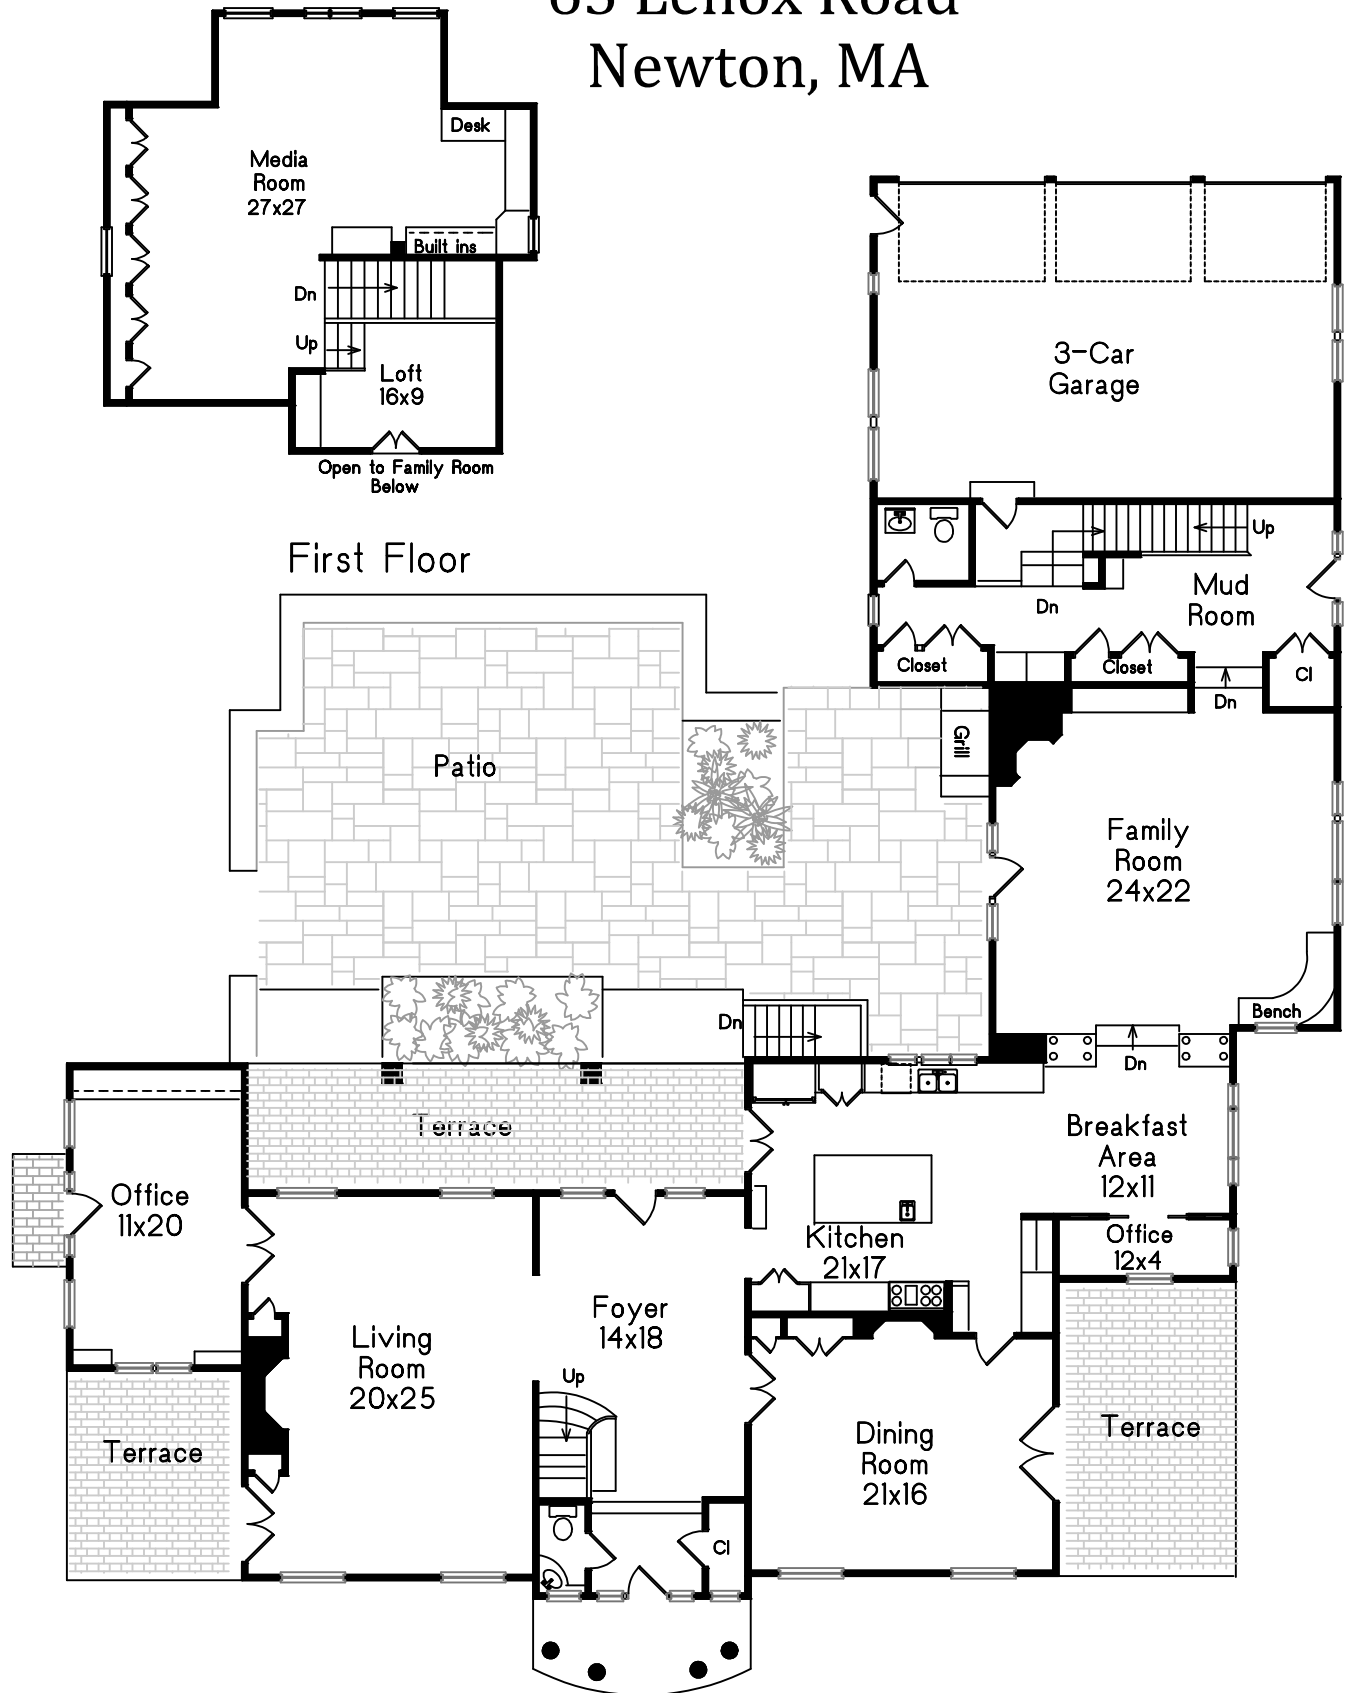 65 Lenox Road
Newton, MA
Desk
Media
Room
27x27
Built ins
Dn
Up
Loft
16x9
Open to Family Room
Below
3-Car
Garage
First Floor
Up
Mud
Room
Dn
Closet
Closet
Cl
Dn
Grill
Patio
Family
Room
24x22
Bench
Dn
Dn
Terrace
Breakfast
Area
12x11
Office
11x20
Office
12x4
Kitchen
21x17
Foyer
14x18
Living
Room
20x25
Up
Terrace
Dining
Room
21x16
Terrace
Cl